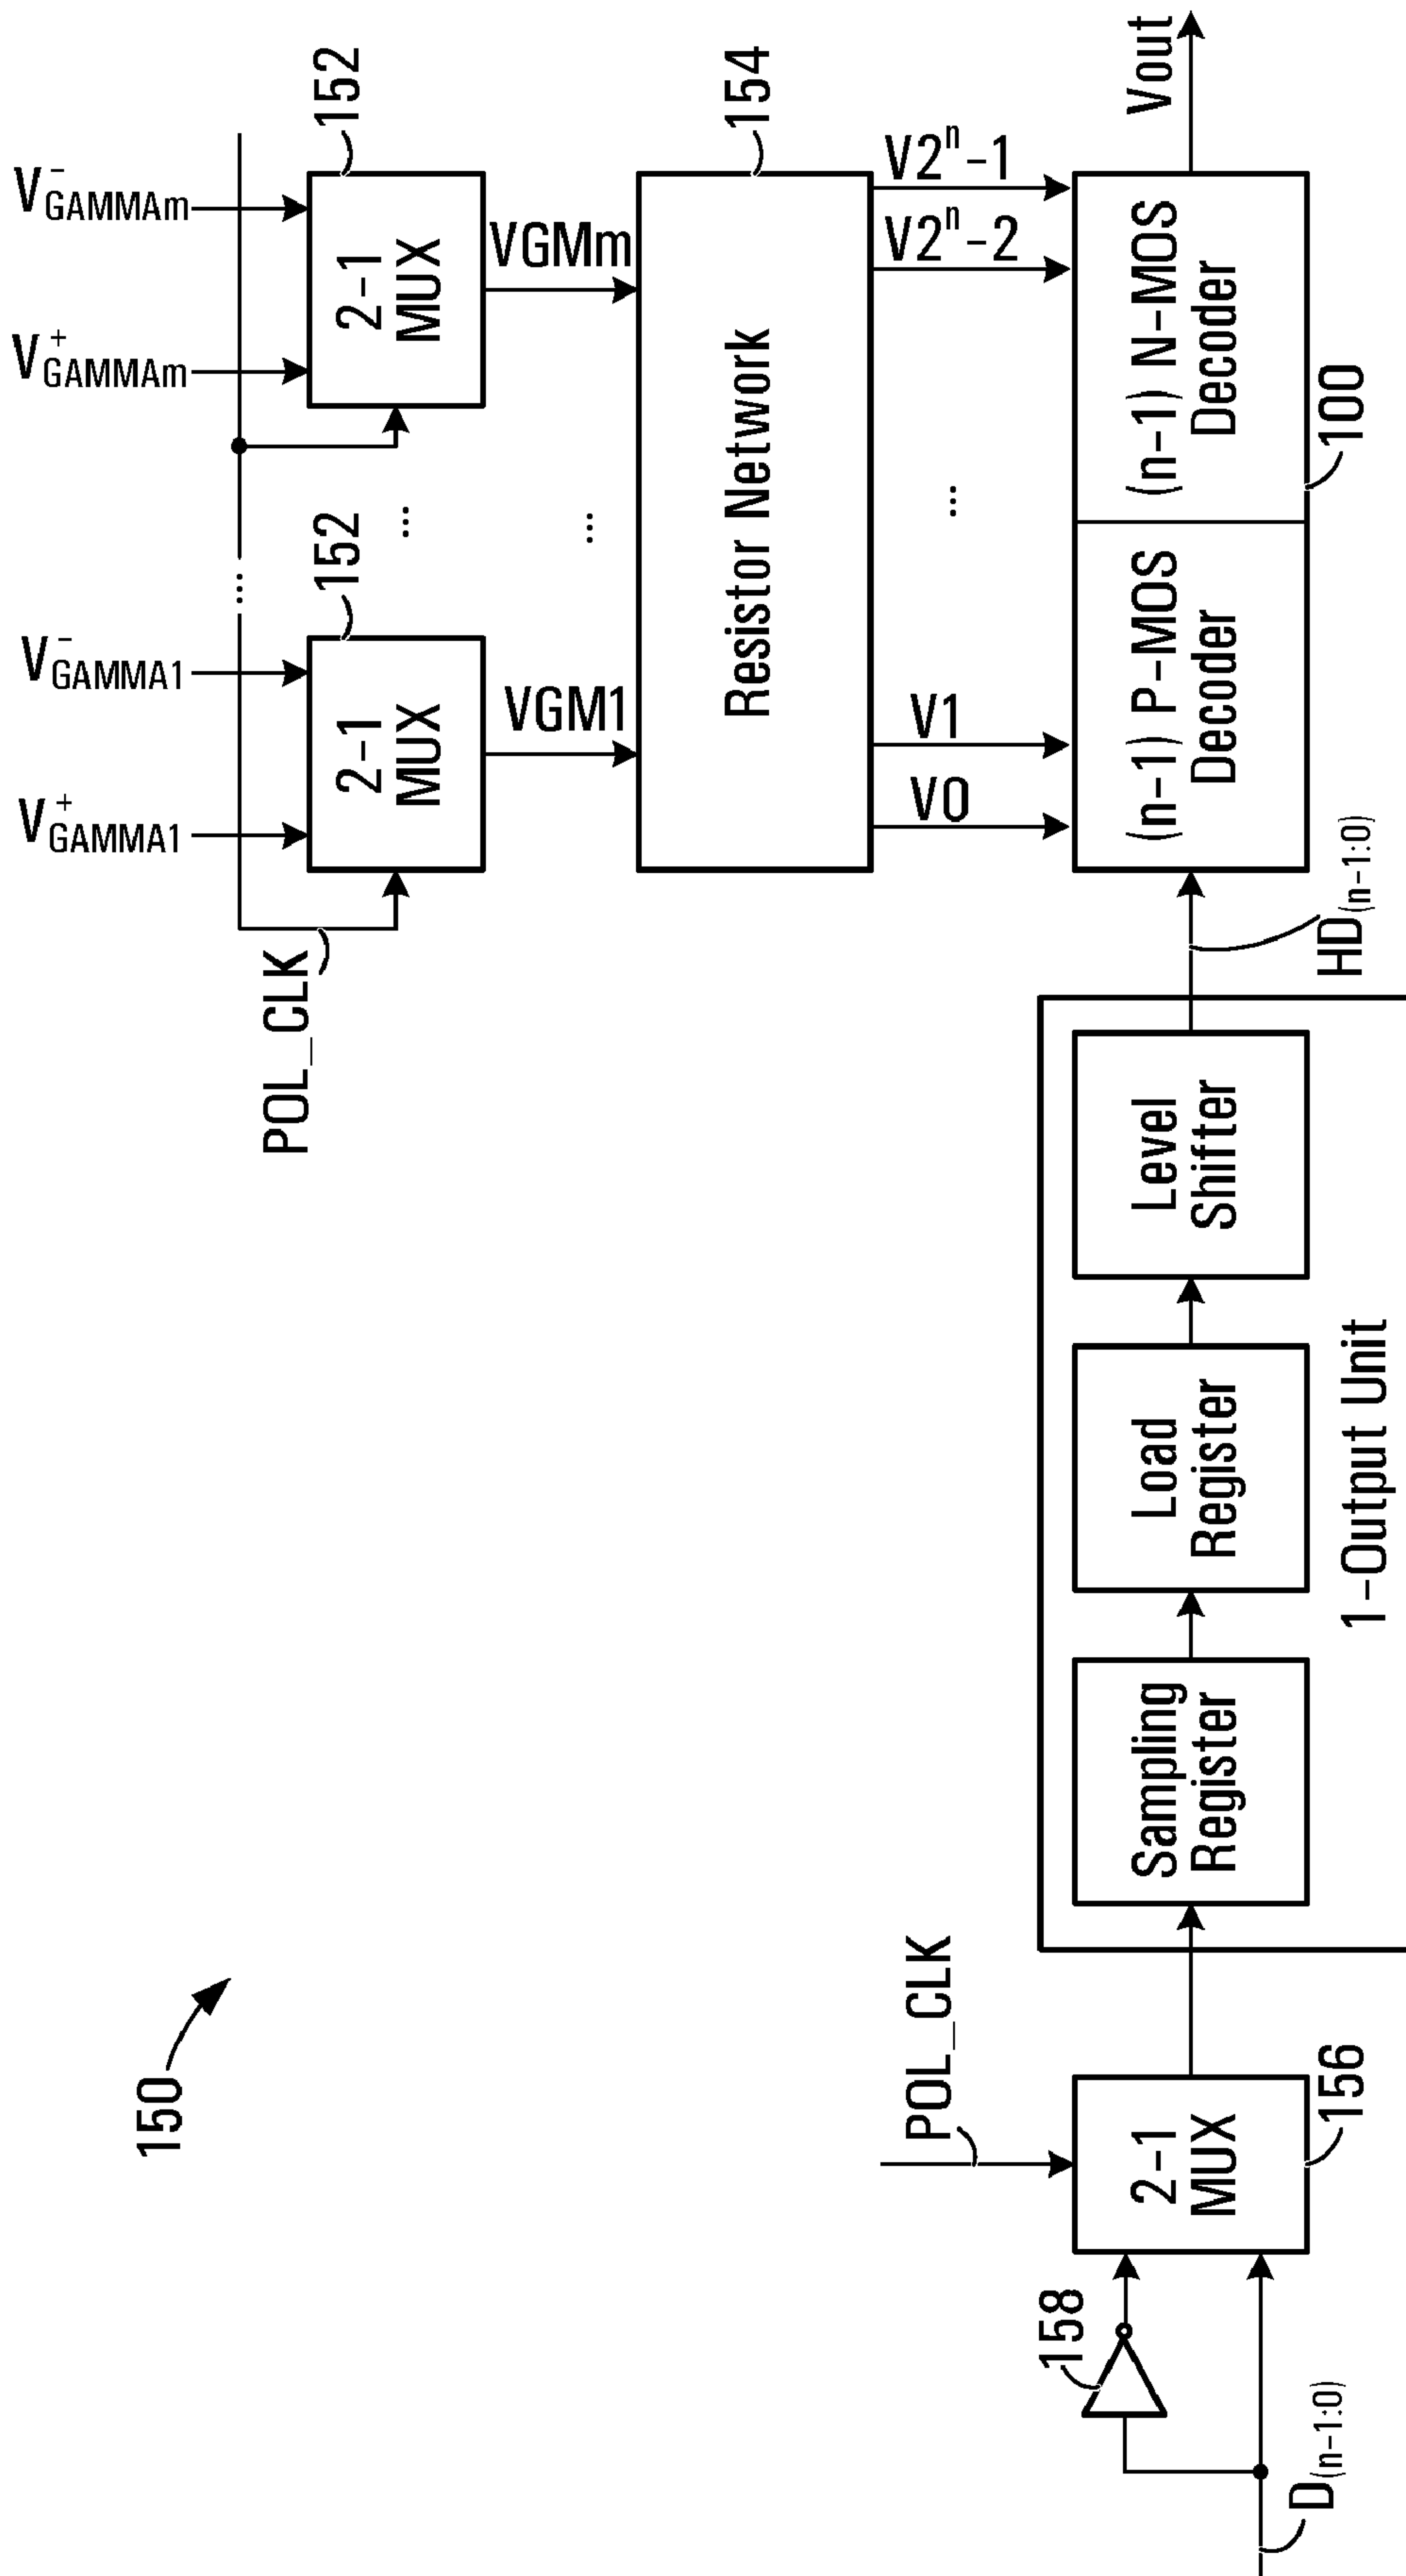 150
V⁺GAMMA1
V⁻GAMMA1
V⁺GAMMAm
V⁻GAMMAm
...
POL_CLK
2-1
MUX
152
...
2-1
MUX
152
VGM1
...
VGMm
Resistor Network
154
V0
V1
...
V2ⁿ-2
V2ⁿ-1
POL_CLK
158
D(n-1:0)
2-1
MUX
156
Sampling
Register
Load
Register
Level
Shifter
1-Output Unit
HD(n-1:0)
(n-1) P-MOS
Decoder
(n-1) N-MOS
Decoder
100
Vout